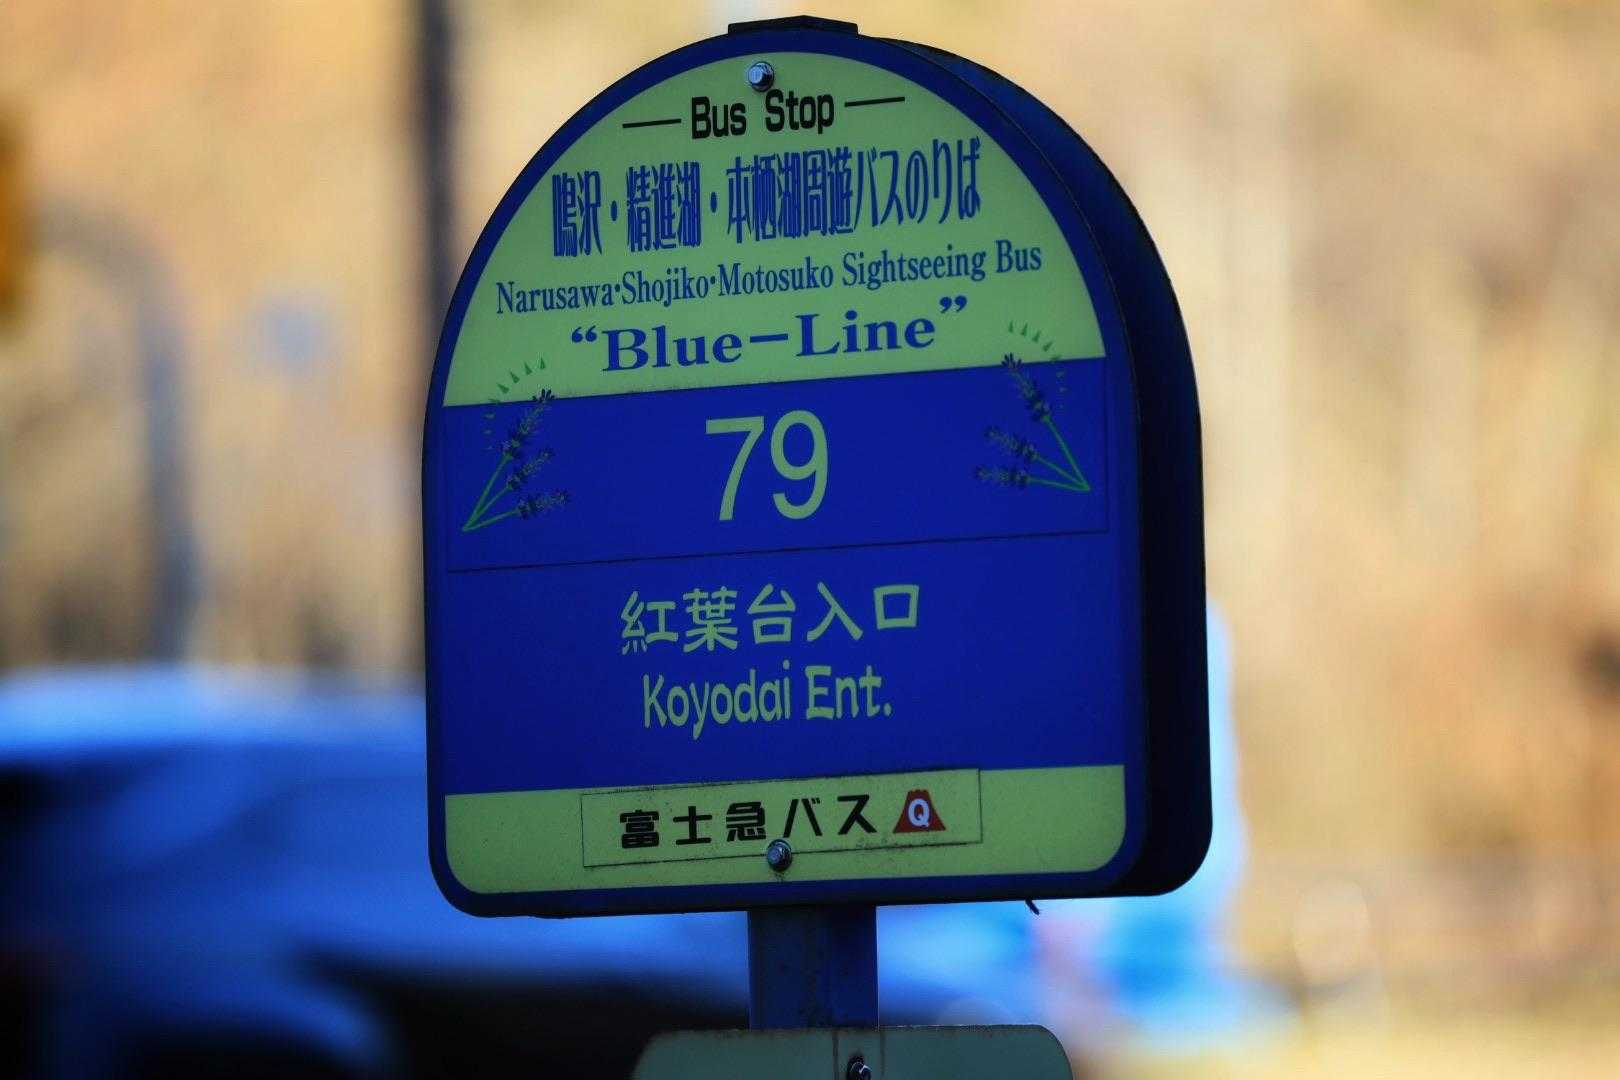 Bus Stop
鳴沢・精進湖・本栖湖周遊バスのりば
Narusawa・Shojiko・Motosuko Sightseeing Bus
“Blue−Line”
79
紅葉台入口
Koyodai Ent.
富士急バス Q